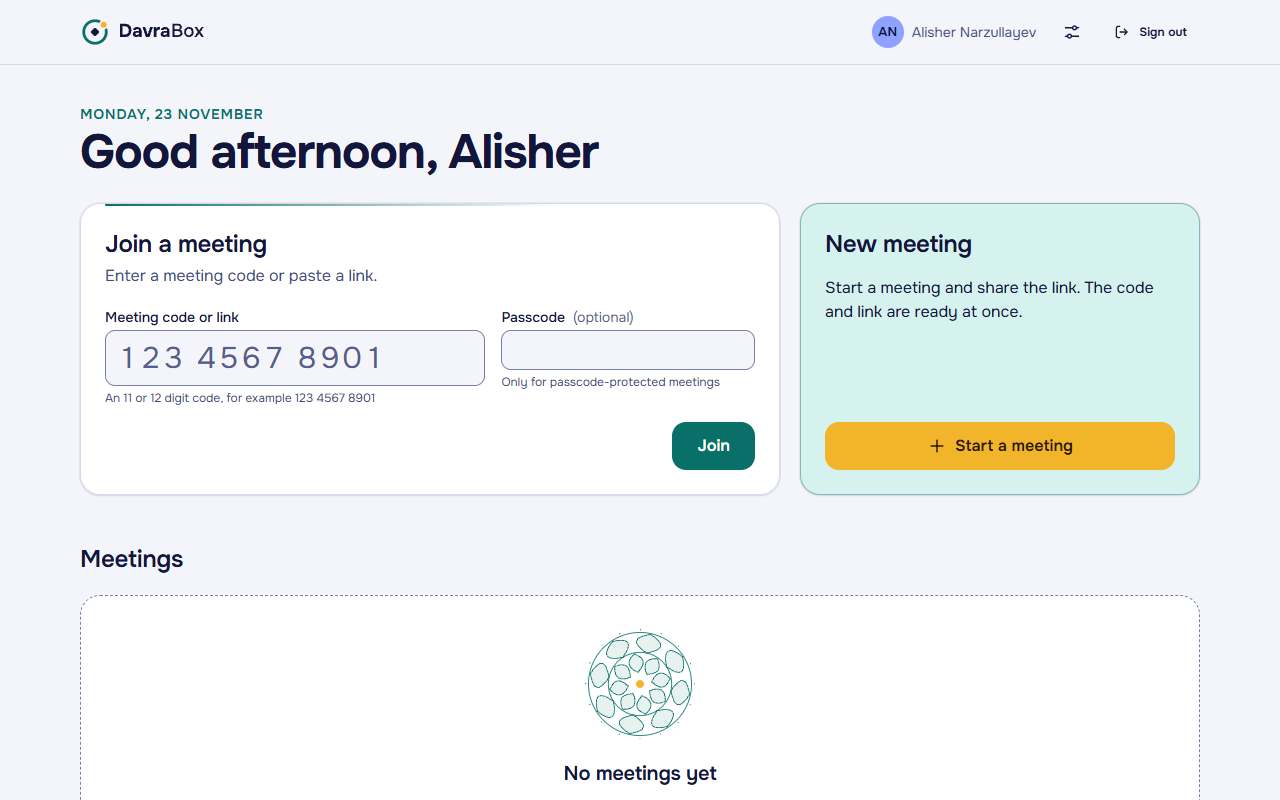 DavraBox
AN Alisher Narzullayev
Sign out
MONDAY, 23 NOVEMBER
Good afternoon, Alisher
Join a meeting
Enter a meeting code or paste a link.
Meeting code or link
123 4567 8901
An 11 or 12 digit code, for example 123 4567 8901
Passcode (optional)
Only for passcode-protected meetings
Join
New meeting
Start a meeting and share the link. The code
and link are ready at once.
Start a meeting
Meetings
No meetings yet